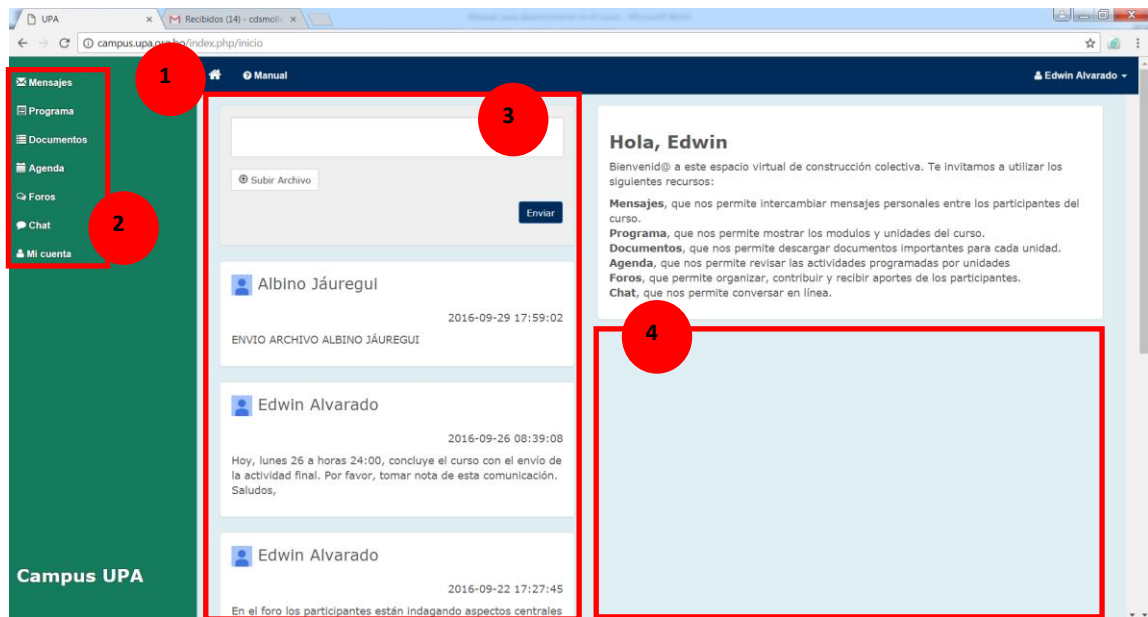 UPA
Recibidos (14) - cdsmoll
campus.upa.org.bo/index.php/inicio
Mensajes
Programa
Documentos
Agenda
Foros
Chat
Mi cuenta
Campus UPA
1
2
Manual
Edwin Alvarado
3
Subir Archivo
Enviar
Albino Jáuregui
2016-09-29 17:59:02
ENVIO ARCHIVO ALBINO JÁUREGUI
Edwin Alvarado
2016-09-26 08:39:08
Hoy, lunes 26 a horas 24:00, concluye el curso con el envío de
la actividad final. Por favor, tomar nota de esta comunicación.
Saludos,
Edwin Alvarado
2016-09-22 17:27:45
En el foro los participantes están indagando aspectos centrales
Hola, Edwin
Bienvenid@ a este espacio virtual de construcción colectiva. Te invitamos a utilizar los
siguientes recursos:
Mensajes, que nos permite intercambiar mensajes personales entre los participantes del
curso.
Programa, que nos permite mostrar los modulos y unidades del curso.
Documentos, que nos permite descargar documentos importantes para cada unidad.
Agenda, que nos permite revisar las actividades programadas por unidades
Foros, que permite organizar, contribuir y recibir aportes de los participantes.
Chat, que nos permite conversar en línea.
4